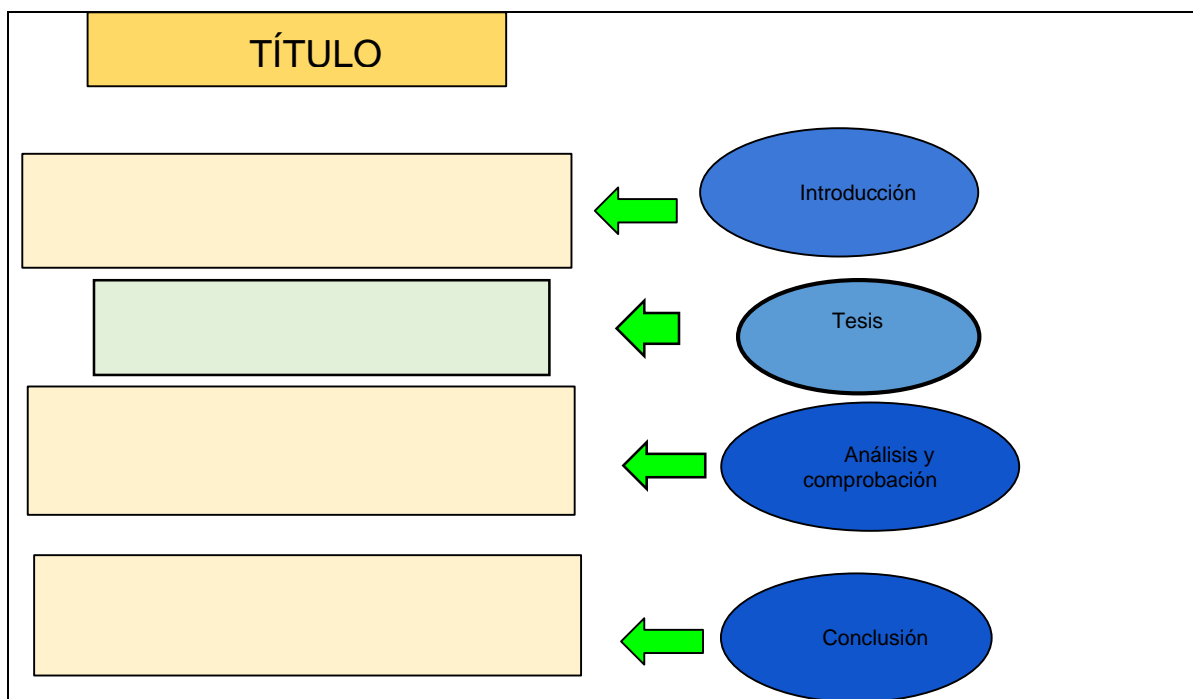 TÍTULO
Introducción
Tesis
Análisis y
comprobación
Conclusión